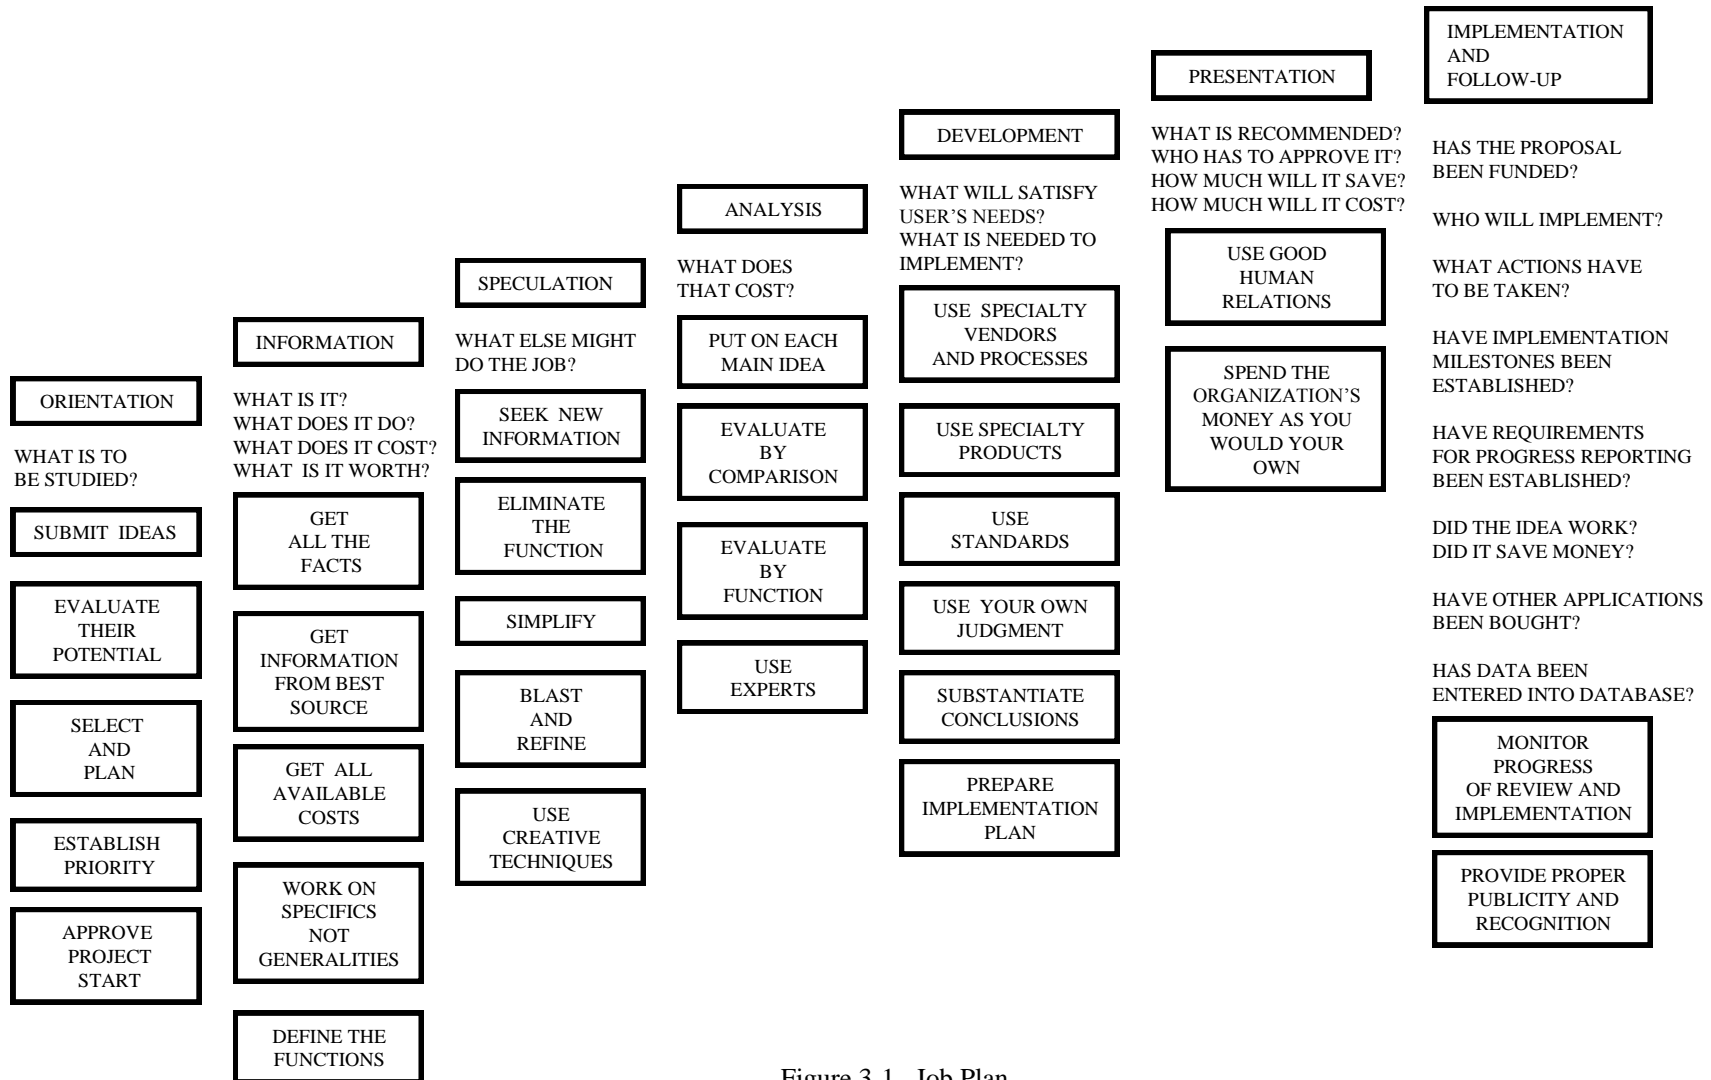 ORIENTATION
WHAT IS TO
BE STUDIED?
SUBMIT IDEAS
EVALUATE
THEIR
POTENTIAL
SELECT
AND
PLAN
ESTABLISH
PRIORITY
APPROVE
PROJECT
START
INFORMATION
WHAT IS IT?
WHAT DOES IT DO?
WHAT DOES IT COST?
WHAT IS IT WORTH?
GET
ALL THE
FACTS
GET
INFORMATION
FROM BEST
SOURCE
GET ALL
AVAILABLE
COSTS
WORK ON
SPECIFICS
NOT
GENERALITIES
DEFINE THE
FUNCTIONS
SPECULATION
WHAT ELSE MIGHT
DO THE JOB?
SEEK NEW
INFORMATION
ELIMINATE
THE
FUNCTION
SIMPLIFY
BLAST
AND
REFINE
USE
CREATIVE
TECHNIQUES
ANALYSIS
WHAT DOES
THAT COST?
PUT ON EACH
MAIN IDEA
EVALUATE
BY
COMPARISON
EVALUATE
BY
FUNCTION
USE
EXPERTS
DEVELOPMENT
WHAT WILL SATISFY
USER'S NEEDS?
WHAT IS NEEDED TO
IMPLEMENT?
USE SPECIALTY
VENDORS
AND PROCESSES
USE SPECIALTY
PRODUCTS
USE
STANDARDS
USE YOUR OWN
JUDGMENT
SUBSTANTIATE
CONCLUSIONS
PREPARE
IMPLEMENTATION
PLAN
PRESENTATION
WHAT IS RECOMMENDED?
WHO HAS TO APPROVE IT?
HOW MUCH WILL IT SAVE?
HOW MUCH WILL IT COST?
USE GOOD
HUMAN
RELATIONS
SPEND THE
ORGANIZATION'S
MONEY AS YOU
WOULD YOUR
OWN
IMPLEMENTATION
AND
FOLLOW-UP
HAS THE PROPOSAL
BEEN FUNDED?
WHO WILL IMPLEMENT?
WHAT ACTIONS HAVE
TO BE TAKEN?
HAVE IMPLEMENTATION
MILESTONES BEEN
ESTABLISHED?
HAVE REQUIREMENTS
FOR PROGRESS REPORTING
BEEN ESTABLISHED?
DID THE IDEA WORK?
DID IT SAVE MONEY?
HAVE OTHER APPLICATIONS
BEEN BOUGHT?
HAS DATA BEEN
ENTERED INTO DATABASE?
MONITOR
PROGRESS
OF REVIEW AND
IMPLEMENTATION
PROVIDE PROPER
PUBLICITY AND
RECOGNITION
Figure 3-1. Job Plan